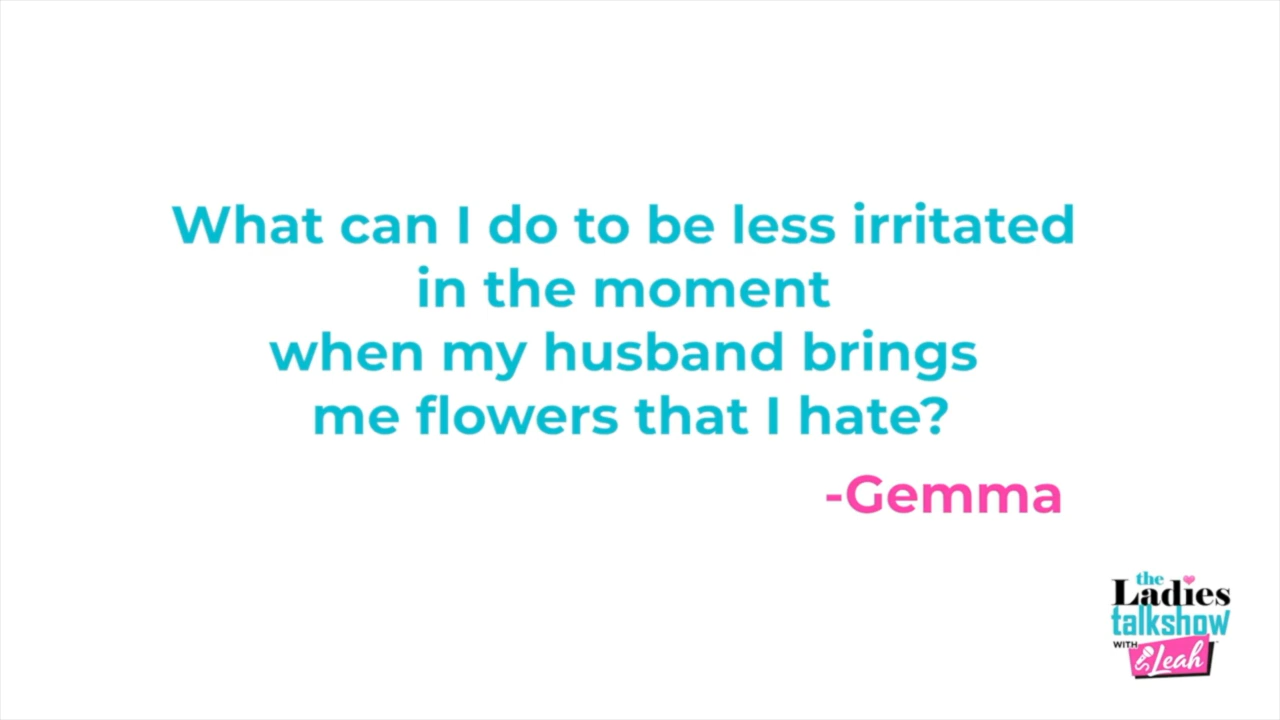 What can I do to be less irritated
in the moment
when my husband brings
me flowers that I hate?
-Gemma
the
Ladies
talkshow
WITH
Leah